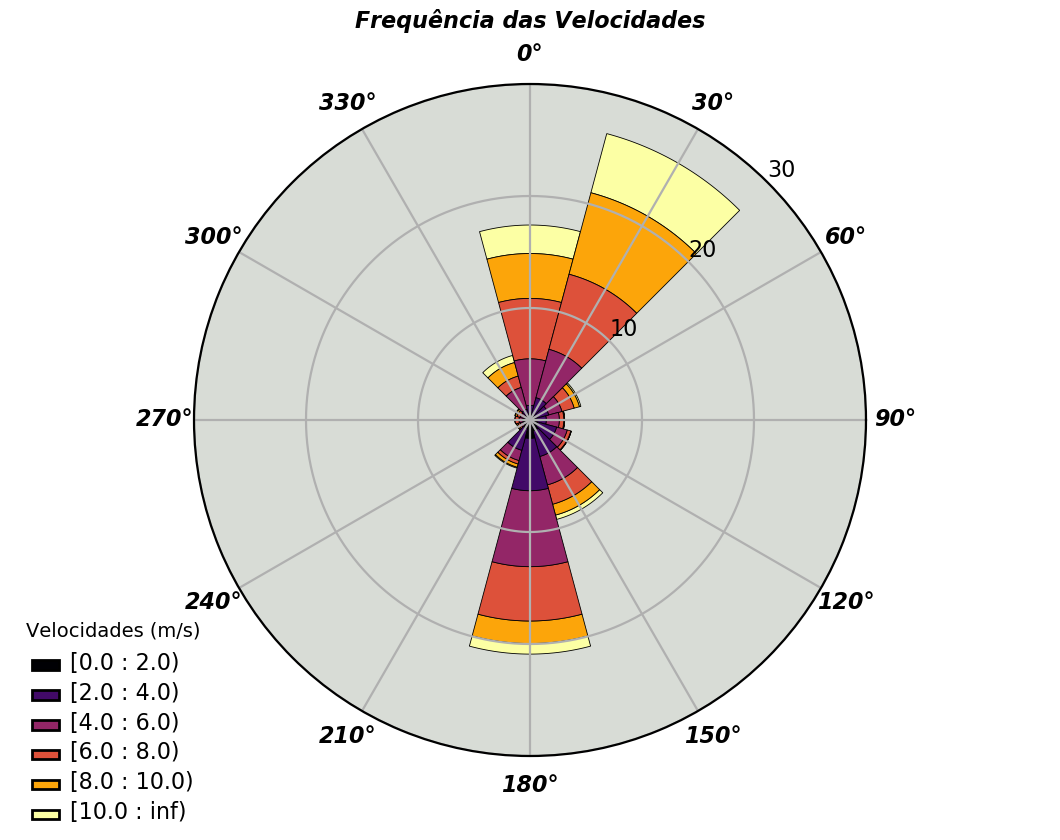 Frequência das Velocidades
0°
330°
30°
30
300°
60°
20
10
270°
90°
240°
120°
210°
150°
180°
Velocidades (m/s)
[0.0 : 2.0)
[2.0 : 4.0)
[4.0 : 6.0)
[6.0 : 8.0)
[8.0 : 10.0)
[10.0 : inf)